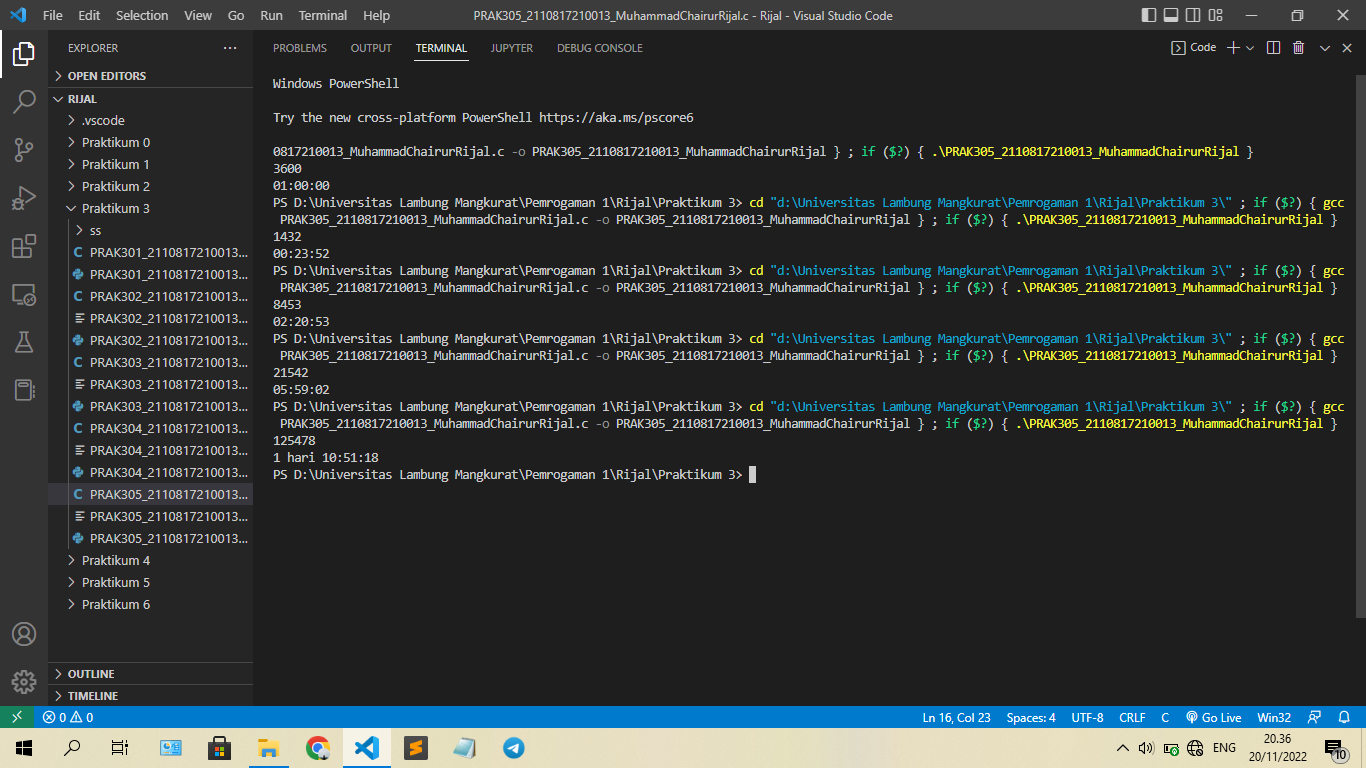 File Edit Selection View Go Run Terminal Help
PRAK305_2110817210013_MuhammadChairurRijal.c - Rijal - Visual Studio Code
EXPLORER ···
OPEN EDITORS
RIJAL
.vscode
Praktikum 0
Praktikum 1
Praktikum 2
Praktikum 3
ss
C PRAK301_2110817210013...
PRAK301_2110817210013...
C PRAK302_2110817210013...
PRAK302_2110817210013...
PRAK302_2110817210013...
C PRAK303_2110817210013...
PRAK303_2110817210013...
PRAK303_2110817210013...
C PRAK304_2110817210013...
PRAK304_2110817210013...
PRAK304_2110817210013...
C PRAK305_2110817210013...
PRAK305_2110817210013...
PRAK305_2110817210013...
Praktikum 4
Praktikum 5
Praktikum 6
OUTLINE
TIMELINE
PROBLEMS OUTPUT TERMINAL JUPYTER DEBUG CONSOLE
Code
Windows PowerShell
Try the new cross-platform PowerShell https://aka.ms/pscore6
0817210013_MuhammadChairurRijal.c -o PRAK305_2110817210013_MuhammadChairurRijal } ; if ($?) { .\PRAK305_2110817210013_MuhammadChairurRijal }
3600
01:00:00
PS D:\Universitas Lambung Mangkurat\Pemrogaman 1\Rijal\Praktikum 3> cd "d:\Universitas Lambung Mangkurat\Pemrogaman 1\Rijal\Praktikum 3\" ; if ($?) { gcc
PRAK305_2110817210013_MuhammadChairurRijal.c -o PRAK305_2110817210013_MuhammadChairurRijal } ; if ($?) { .\PRAK305_2110817210013_MuhammadChairurRijal }
1432
00:23:52
PS D:\Universitas Lambung Mangkurat\Pemrogaman 1\Rijal\Praktikum 3> cd "d:\Universitas Lambung Mangkurat\Pemrogaman 1\Rijal\Praktikum 3\" ; if ($?) { gcc
PRAK305_2110817210013_MuhammadChairurRijal.c -o PRAK305_2110817210013_MuhammadChairurRijal } ; if ($?) { .\PRAK305_2110817210013_MuhammadChairurRijal }
8453
02:20:53
PS D:\Universitas Lambung Mangkurat\Pemrogaman 1\Rijal\Praktikum 3> cd "d:\Universitas Lambung Mangkurat\Pemrogaman 1\Rijal\Praktikum 3\" ; if ($?) { gcc
PRAK305_2110817210013_MuhammadChairurRijal.c -o PRAK305_2110817210013_MuhammadChairurRijal } ; if ($?) { .\PRAK305_2110817210013_MuhammadChairurRijal }
21542
05:59:02
PS D:\Universitas Lambung Mangkurat\Pemrogaman 1\Rijal\Praktikum 3> cd "d:\Universitas Lambung Mangkurat\Pemrogaman 1\Rijal\Praktikum 3\" ; if ($?) { gcc
PRAK305_2110817210013_MuhammadChairurRijal.c -o PRAK305_2110817210013_MuhammadChairurRijal } ; if ($?) { .\PRAK305_2110817210013_MuhammadChairurRijal }
125478
1 hari 10:51:18
PS D:\Universitas Lambung Mangkurat\Pemrogaman 1\Rijal\Praktikum 3>
0 0
Ln 16, Col 23 Spaces: 4 UTF-8 CRLF C Go Live Win32
ENG
20.36
20/11/2022
10